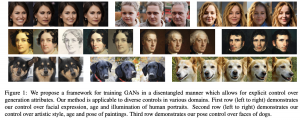 Figure 1: We propose a framework for training GANs in a disentangled manner which allows for explicit control over
generation attributes. Our method is applicable to diverse controls in various domains. First row (left to right) demonstrates
our control over facial expression, age and illumination of human portraits. Second row (left to right) demonstrates our
control over artistic style, age and pose of paintings. Third row demonstrates our pose control over faces of dogs.